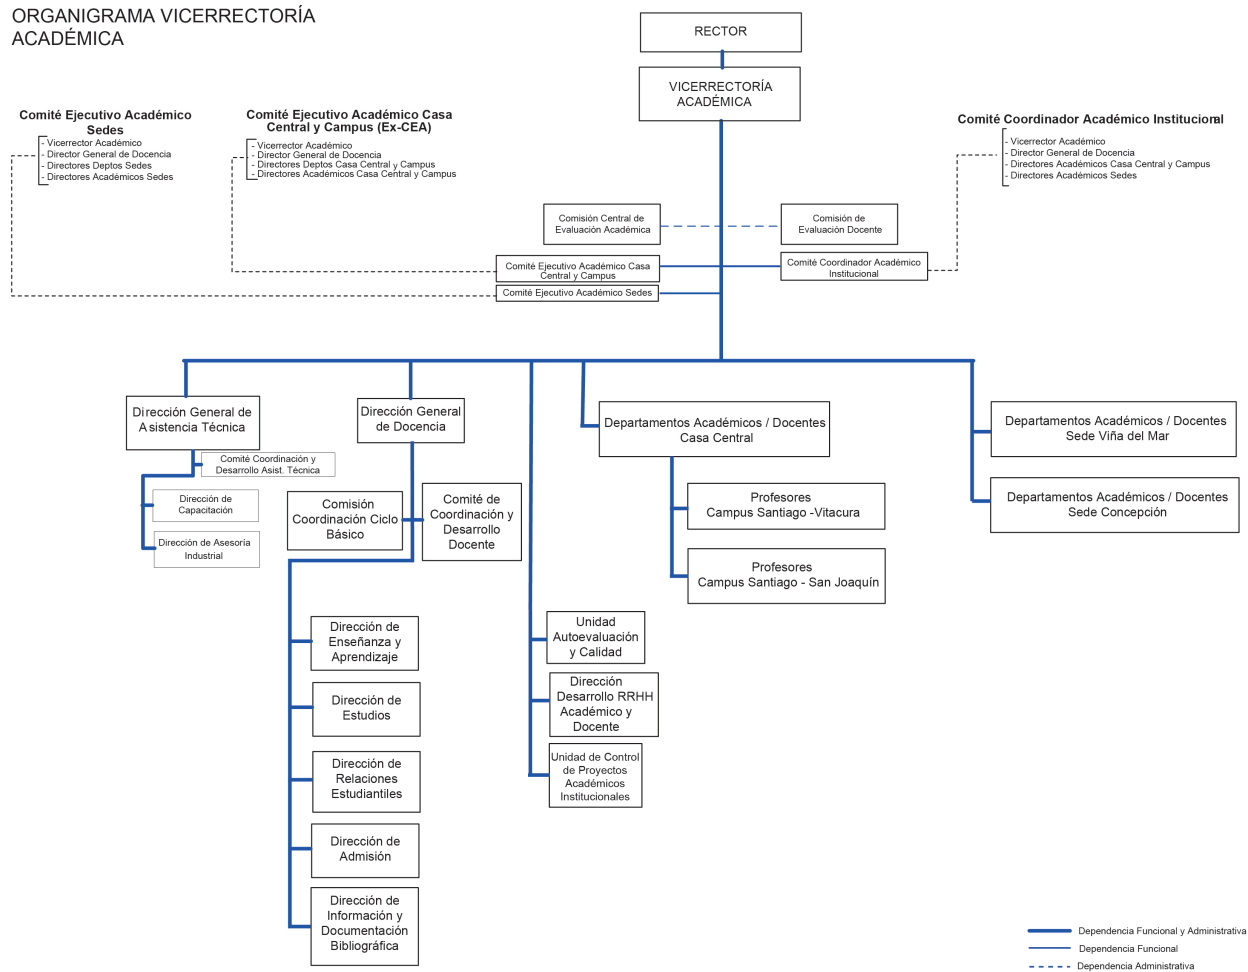 ORGANIGRAMA VICERRECTORÍA
ACADÉMICA
RECTOR
VICERRECTORÍA
ACADÉMICA
Comité Ejecutivo Académico
Sedes
- Vicerrector Académico
- Director General de Docencia
- Directores Deptos Sedes
- Directores Académicos Sedes
Comité Ejecutivo Académico Casa
Central y Campus (Ex-CEA)
- Vicerrector Académico
- Director General de Docencia
- Directores Deptos Casa Central y Campus
- Directores Académicos Casa Central y Campus
Comité Coordinador Académico Institucional
- Vicerrector Académico
- Director General de Docencia
- Directores Académicos Casa Central y Campus
- Directores Académicos Sedes
Comisión Central de
Evaluación Académica
Comisión de
Evaluación Docente
Comité Ejecutivo Académico Casa
Central y Campus
Comité Coordinador Académico
Institucional
Comité Ejecutivo Académico Sedes
Dirección General de
Asistencia Técnica
Comité Coordinación y
Desarrollo Asist. Técnica
Dirección de
Capacitación
Dirección de Asesoría
Industrial
Dirección General
de Docencia
Comisión
Coordinación Ciclo
Básico
Comité de
Coordinación y
Desarrollo
Docente
Dirección de
Enseñanza y
Aprendizaje
Dirección de
Estudios
Dirección de
Relaciones
Estudiantiles
Dirección de
Admisión
Dirección de
Información y
Documentación
Bibliográfica
Unidad
Autoevaluación
y Calidad
Dirección
Desarrollo RRHH
Académico y
Docente
Unidad de Control
de Proyectos
Académicos
Institucionales
Departamentos Académicos / Docentes
Casa Central
Profesores
Campus Santiago -Vitacura
Profesores
Campus Santiago - San Joaquín
Departamentos Académicos / Docentes
Sede Viña del Mar
Departamentos Académicos / Docentes
Sede Concepción
Dependencia Funcional y Administrativa
Dependencia Funcional
Dependencia Administrativa